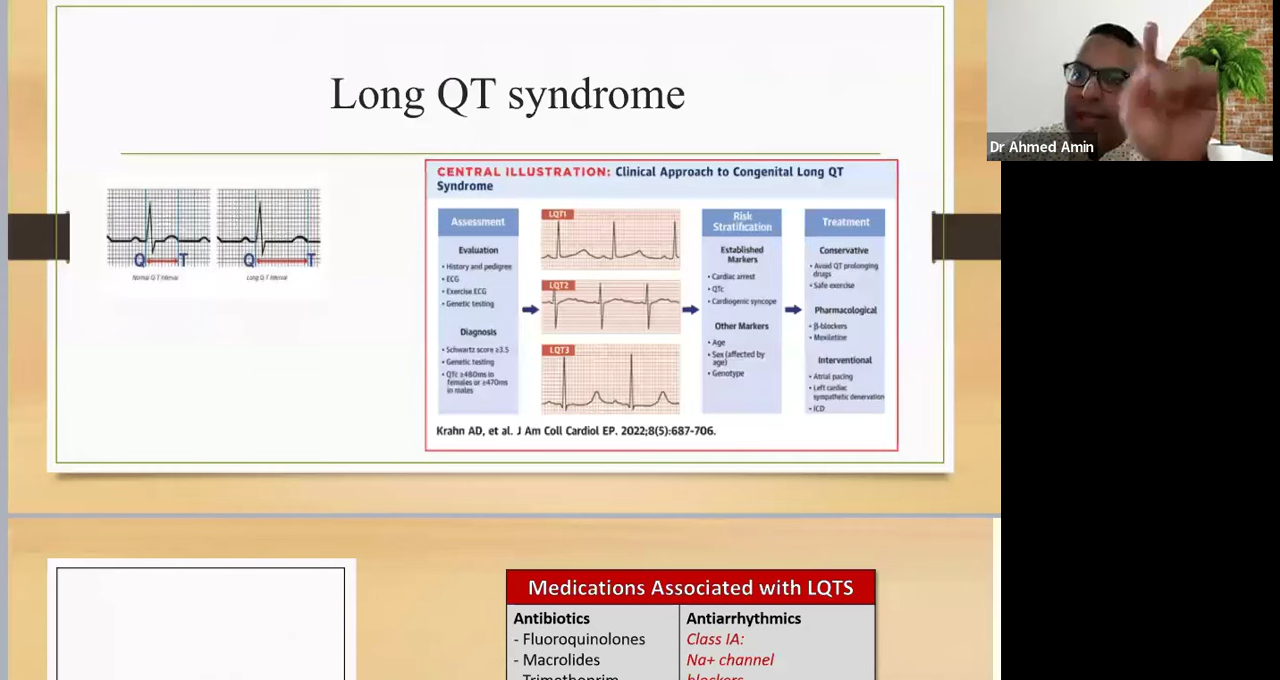 Long QT syndrome
Q T
Normal Q T Interval
Q T
Long Q T Interval
CENTRAL ILLUSTRATION: Clinical Approach to Congenital Long QT
Syndrome
Assessment
Evaluation
• History and pedigree
• ECG
• Exercise ECG
• Genetic testing
Diagnosis
• Schwartz score ≥3.5
• Genetic testing
• QTc ≥480ms in
females or ≥470ms
in males
LQT1
LQT2
LQT3
Risk
Stratification
Established
Markers
• Cardiac arrest
• QTc
• Cardiogenic syncope
Other Markers
• Age
• Sex (affected by
age)
• Genotype
Treatment
Conservative
• Avoid QT prolonging
drugs
• Safe exercise
Pharmacological
• β-blockers
• Mexiletine
Interventional
• Atrial pacing
• Left cardiac
sympathetic denervation
• ICD
Krahn AD, et al. J Am Coll Cardiol EP. 2022;8(5):687-706.
Dr Ahmed Amin
Medications Associated with LQTS
Antibiotics
- Fluoroquinolones
- Macrolides
- Trimethoprim
Antiarrhythmics
Class IA:
Na+ channel
blockers